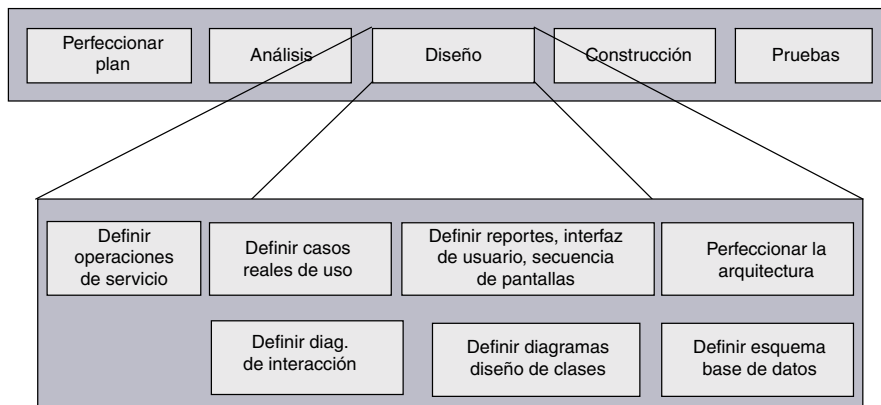 Perfeccionar
plan
Análisis
Diseño
Construcción
Pruebas
Definir
operaciones
de servicio
Definir casos
reales de uso
Definir reportes, interfaz
de usuario, secuencia
de pantallas
Perfeccionar la
arquitectura
Definir diag.
de interacción
Definir diagramas
diseño de clases
Definir esquema
base de datos